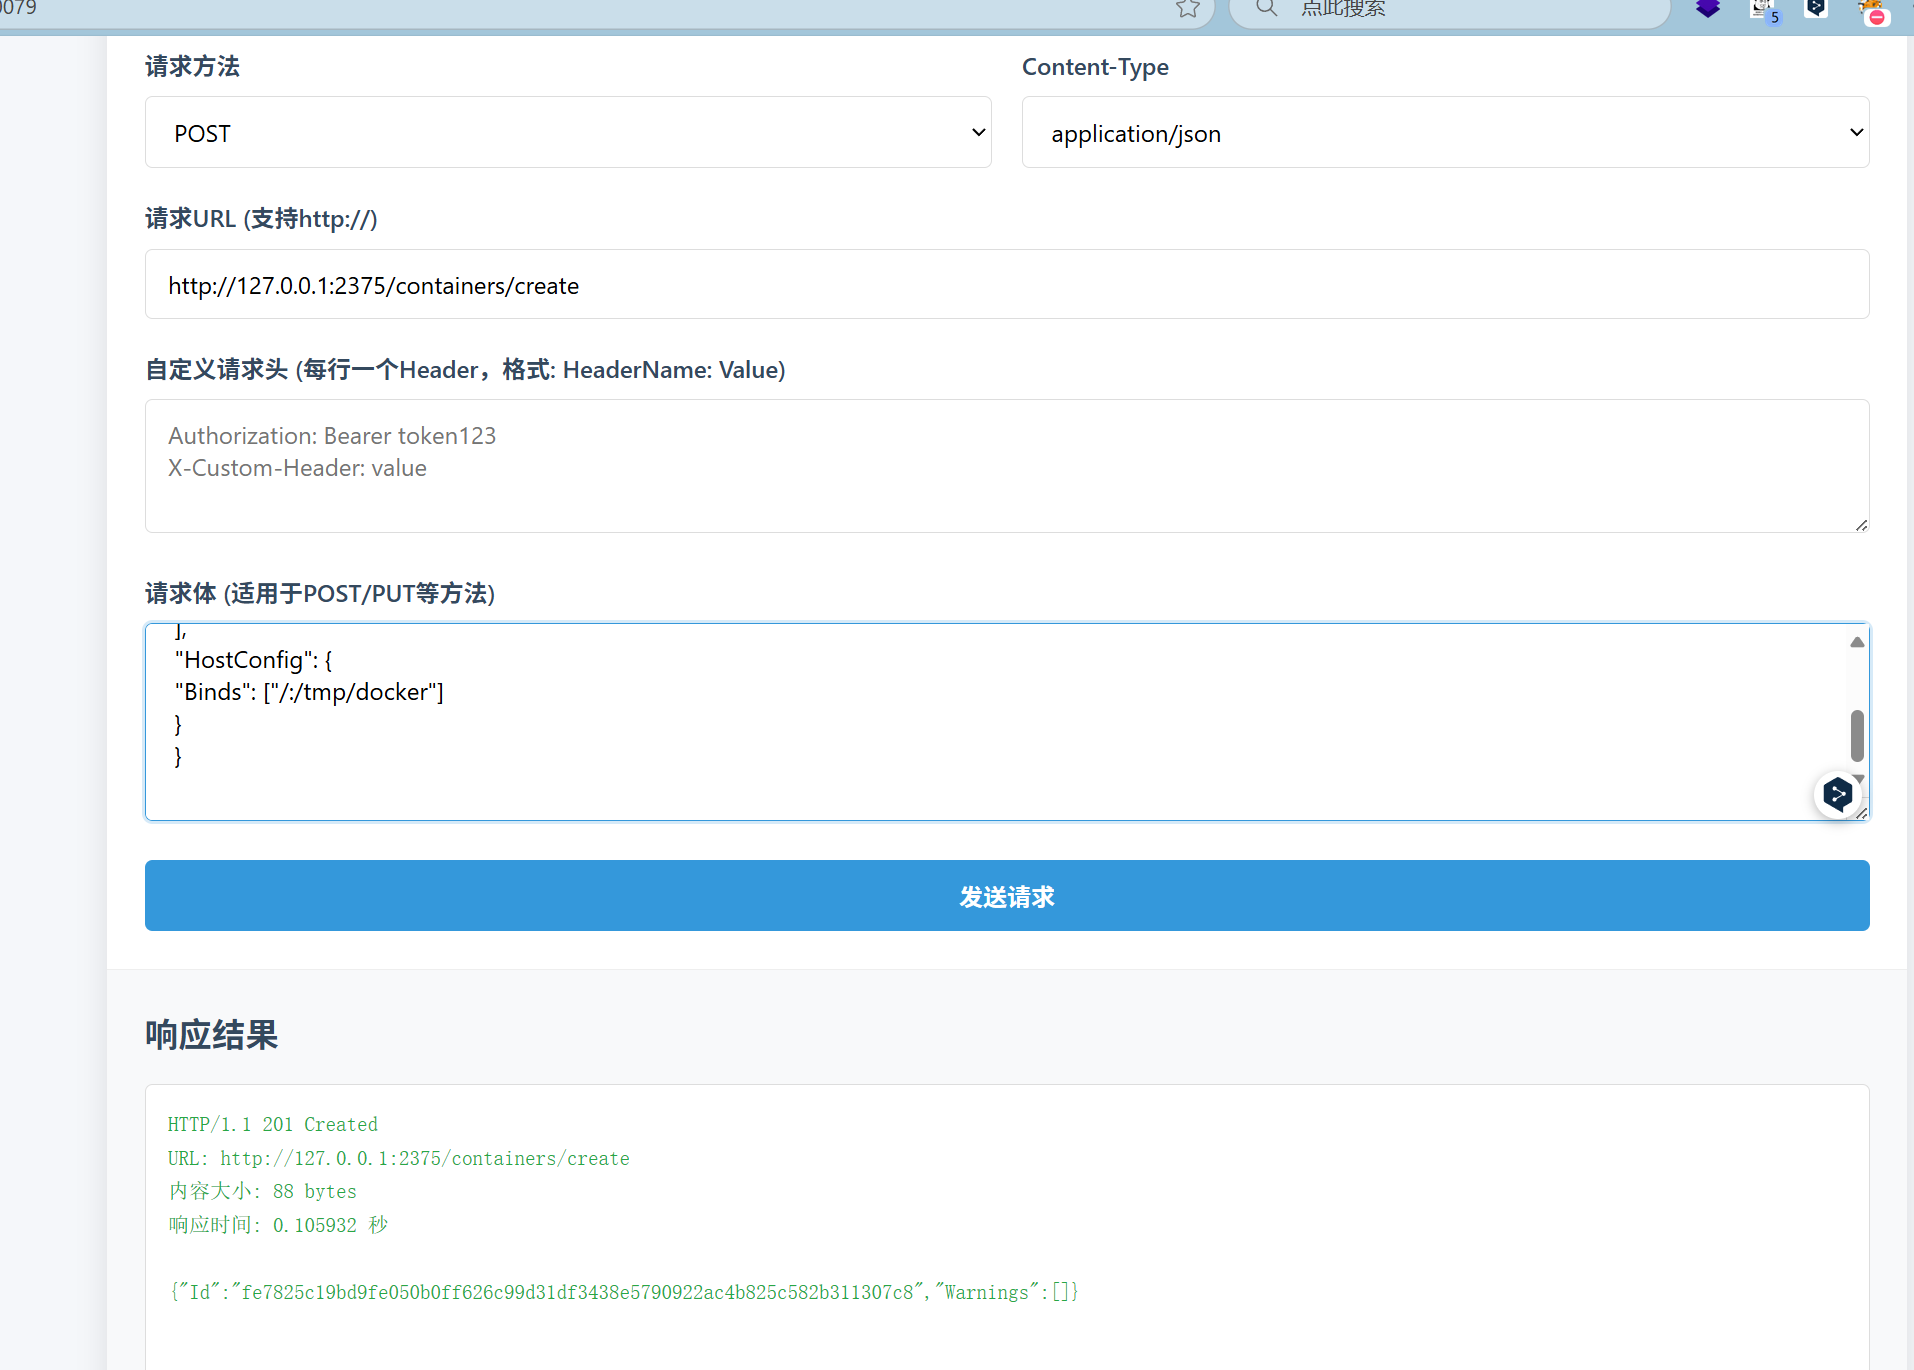 0079
点此搜索
5
请求方法
Content-Type
POST
application/json
请求URL (支持http://)
http://127.0.0.1:2375/containers/create
自定义请求头 (每行一个Header，格式: HeaderName: Value)
Authorization: Bearer token123
X-Custom-Header: value
请求体 (适用于POST/PUT等方法)
],
"HostConfig": {
"Binds": ["/:/tmp/docker"]
}
}
发送请求
响应结果
HTTP/1.1 201 Created
URL: http://127.0.0.1:2375/containers/create
内容大小: 88 bytes
响应时间: 0.105932 秒
{"Id":"fe7825c19bd9fe050b0ff626c99d31df3438e5790922ac4b825c582b311307c8","Warnings":[]}